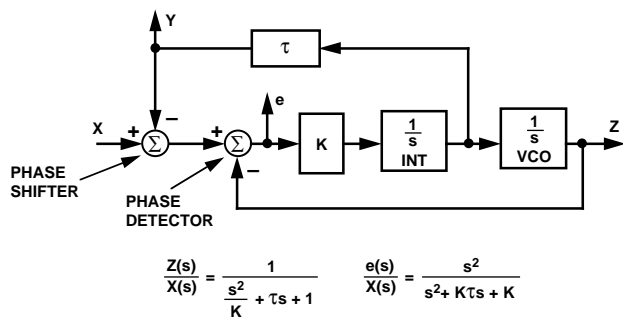 Y
τ
e
X
+
−
Σ
+
−
Σ
K
1/s
INT
1/s
VCO
Z
PHASE
SHIFTER
PHASE
DETECTOR
Z(s)/X(s) = 1/(s²/K + τs + 1)
e(s)/X(s) = s²/(s² + Kτs + K)